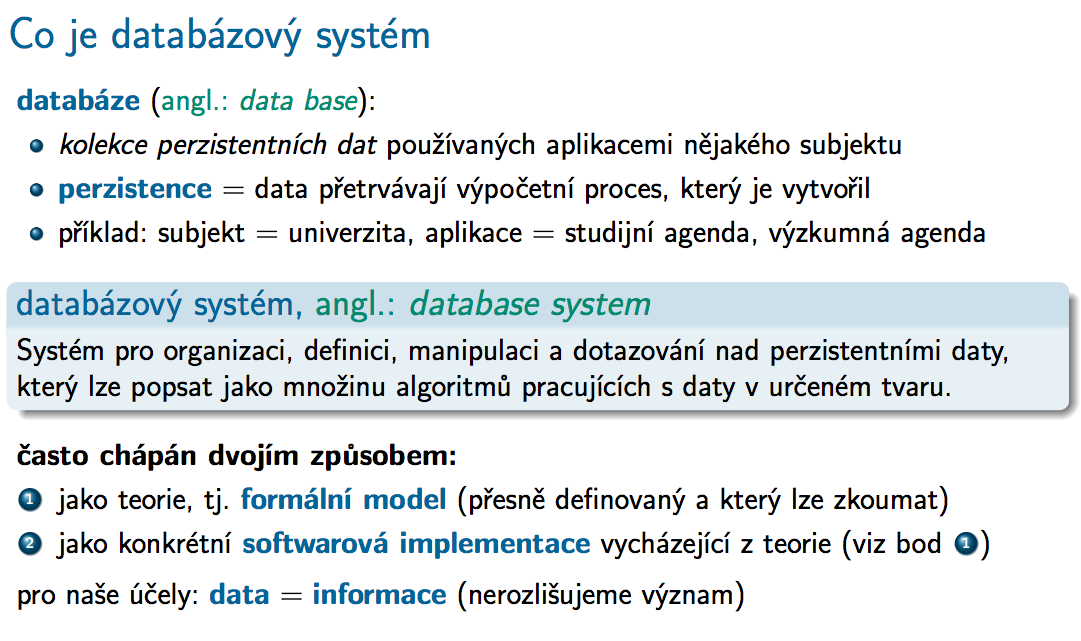 Co je databázový systém
databáze (angl.: data base):
kolekce perzistentních dat používaných aplikacemi nějakého subjektu
perzistence = data přetrvávají výpočetní proces, který je vytvořil
příklad: subjekt = univerzita, aplikace = studijní agenda, výzkumná agenda
databázový systém, angl.: database system
Systém pro organizaci, definici, manipulaci a dotazování nad perzistentními daty,
který lze popsat jako množinu algoritmů pracujících s daty v určeném tvaru.
často chápán dvojím způsobem:
1 jako teorie, tj. formální model (přesně definovaný a který lze zkoumat)
2 jako konkrétní softwarová implementace vycházející z teorie (viz bod 1)
pro naše účely: data = informace (nerozlišujeme význam)